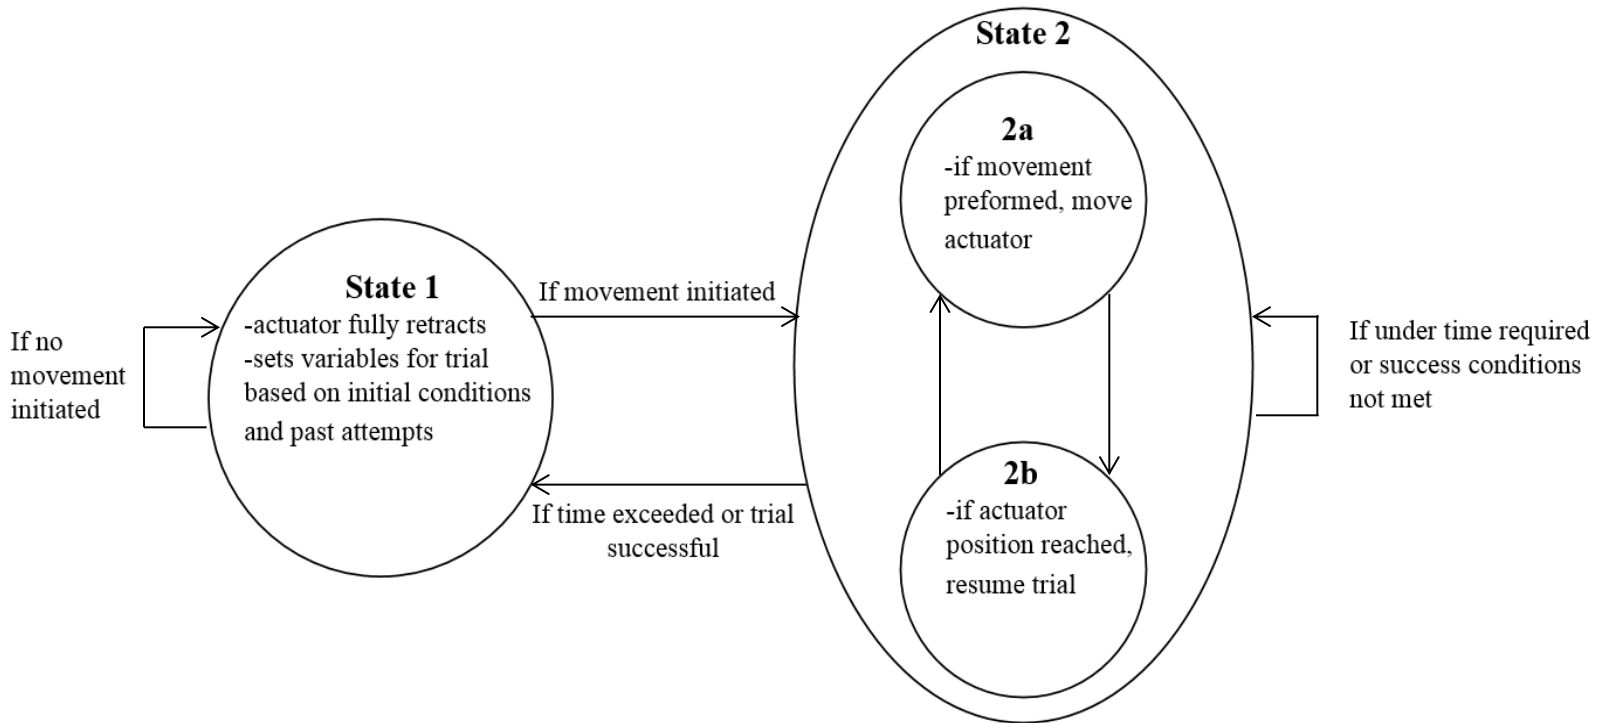 State 2
2a
-if movement
preformed, move
actuator
State 1
-actuator fully retracts
-sets variables for trial
based on initial conditions
and past attempts
If no
movement
initiated
If movement initiated
If under time required
or success conditions
not met
If time exceeded or trial
successful
2b
-if actuator
position reached,
resume trial